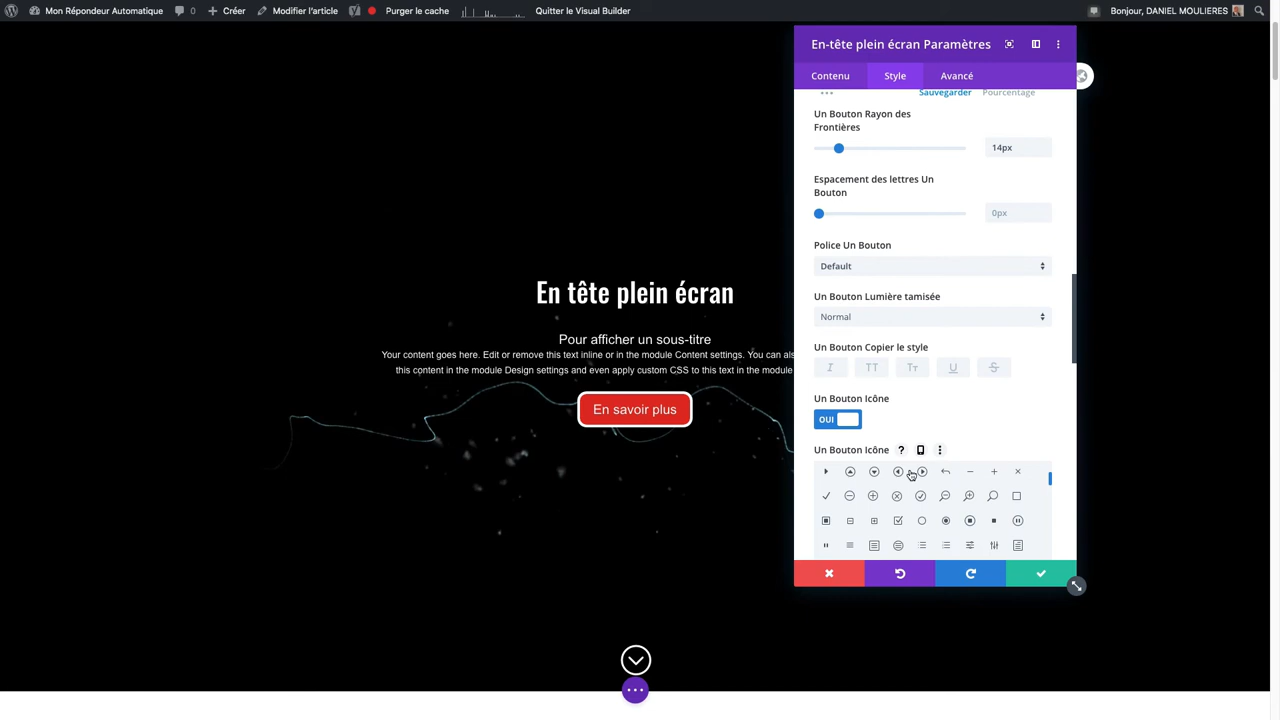 Mon Répondeur Automatique 0 Créer Modifier l'article Purger le cache Quitter le Visual Builder Bonjour, DANIEL MOULIERES
En-tête plein écran Paramètres
Contenu Style Avancé
Sauvegarder Pourcentage
Un Bouton Rayon des
Frontières
14px
Espacement des lettres Un
Bouton
0px
Police Un Bouton
Default
Un Bouton Lumière tamisée
Normal
Un Bouton Copier le style
I TT Tт U S
Un Bouton Icône
OUI
Un Bouton Icône ?
En tête plein écran
Pour afficher un sous-titre
Your content goes here. Edit or remove this text inline or in the module Content settings. You can als
this content in the module Design settings and even apply custom CSS to this text in the module
En savoir plus